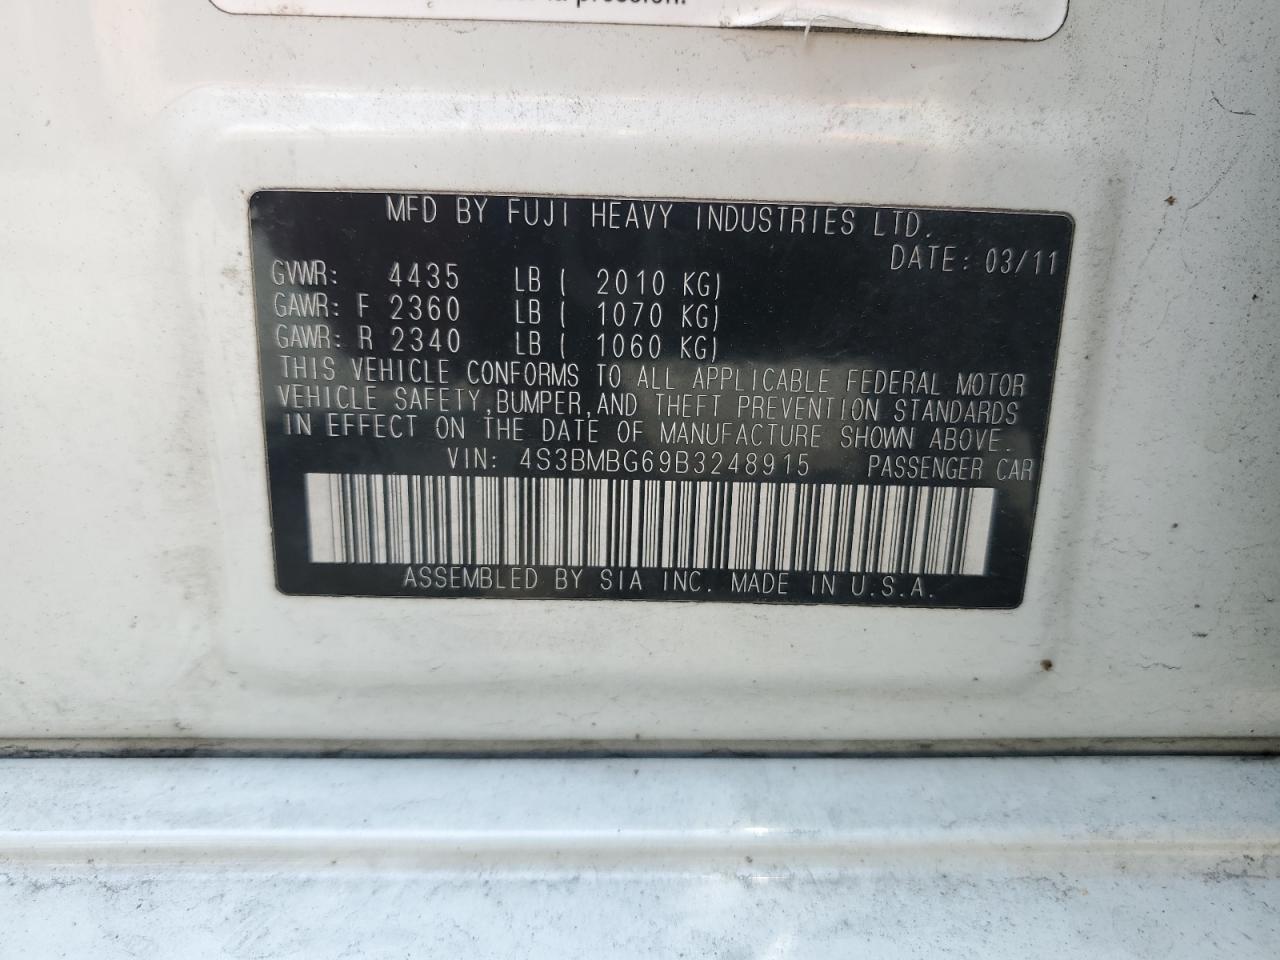 pression.
MFD BY FUJI HEAVY INDUSTRIES LTD.
DATE: 03/11
GVWR: 4435 LB ( 2010 KG)
GAWR: F 2360 LB ( 1070 KG)
GAWR: R 2340 LB ( 1060 KG)
THIS VEHICLE CONFORMS TO ALL APPLICABLE FEDERAL MOTOR
VEHICLE SAFETY,BUMPER,AND THEFT PREVENTION STANDARDS
IN EFFECT ON THE DATE OF MANUFACTURE SHOWN ABOVE.
VIN: 4S3BMBG69B3248915 PASSENGER CAR
ASSEMBLED BY SIA INC. MADE IN U.S.A.